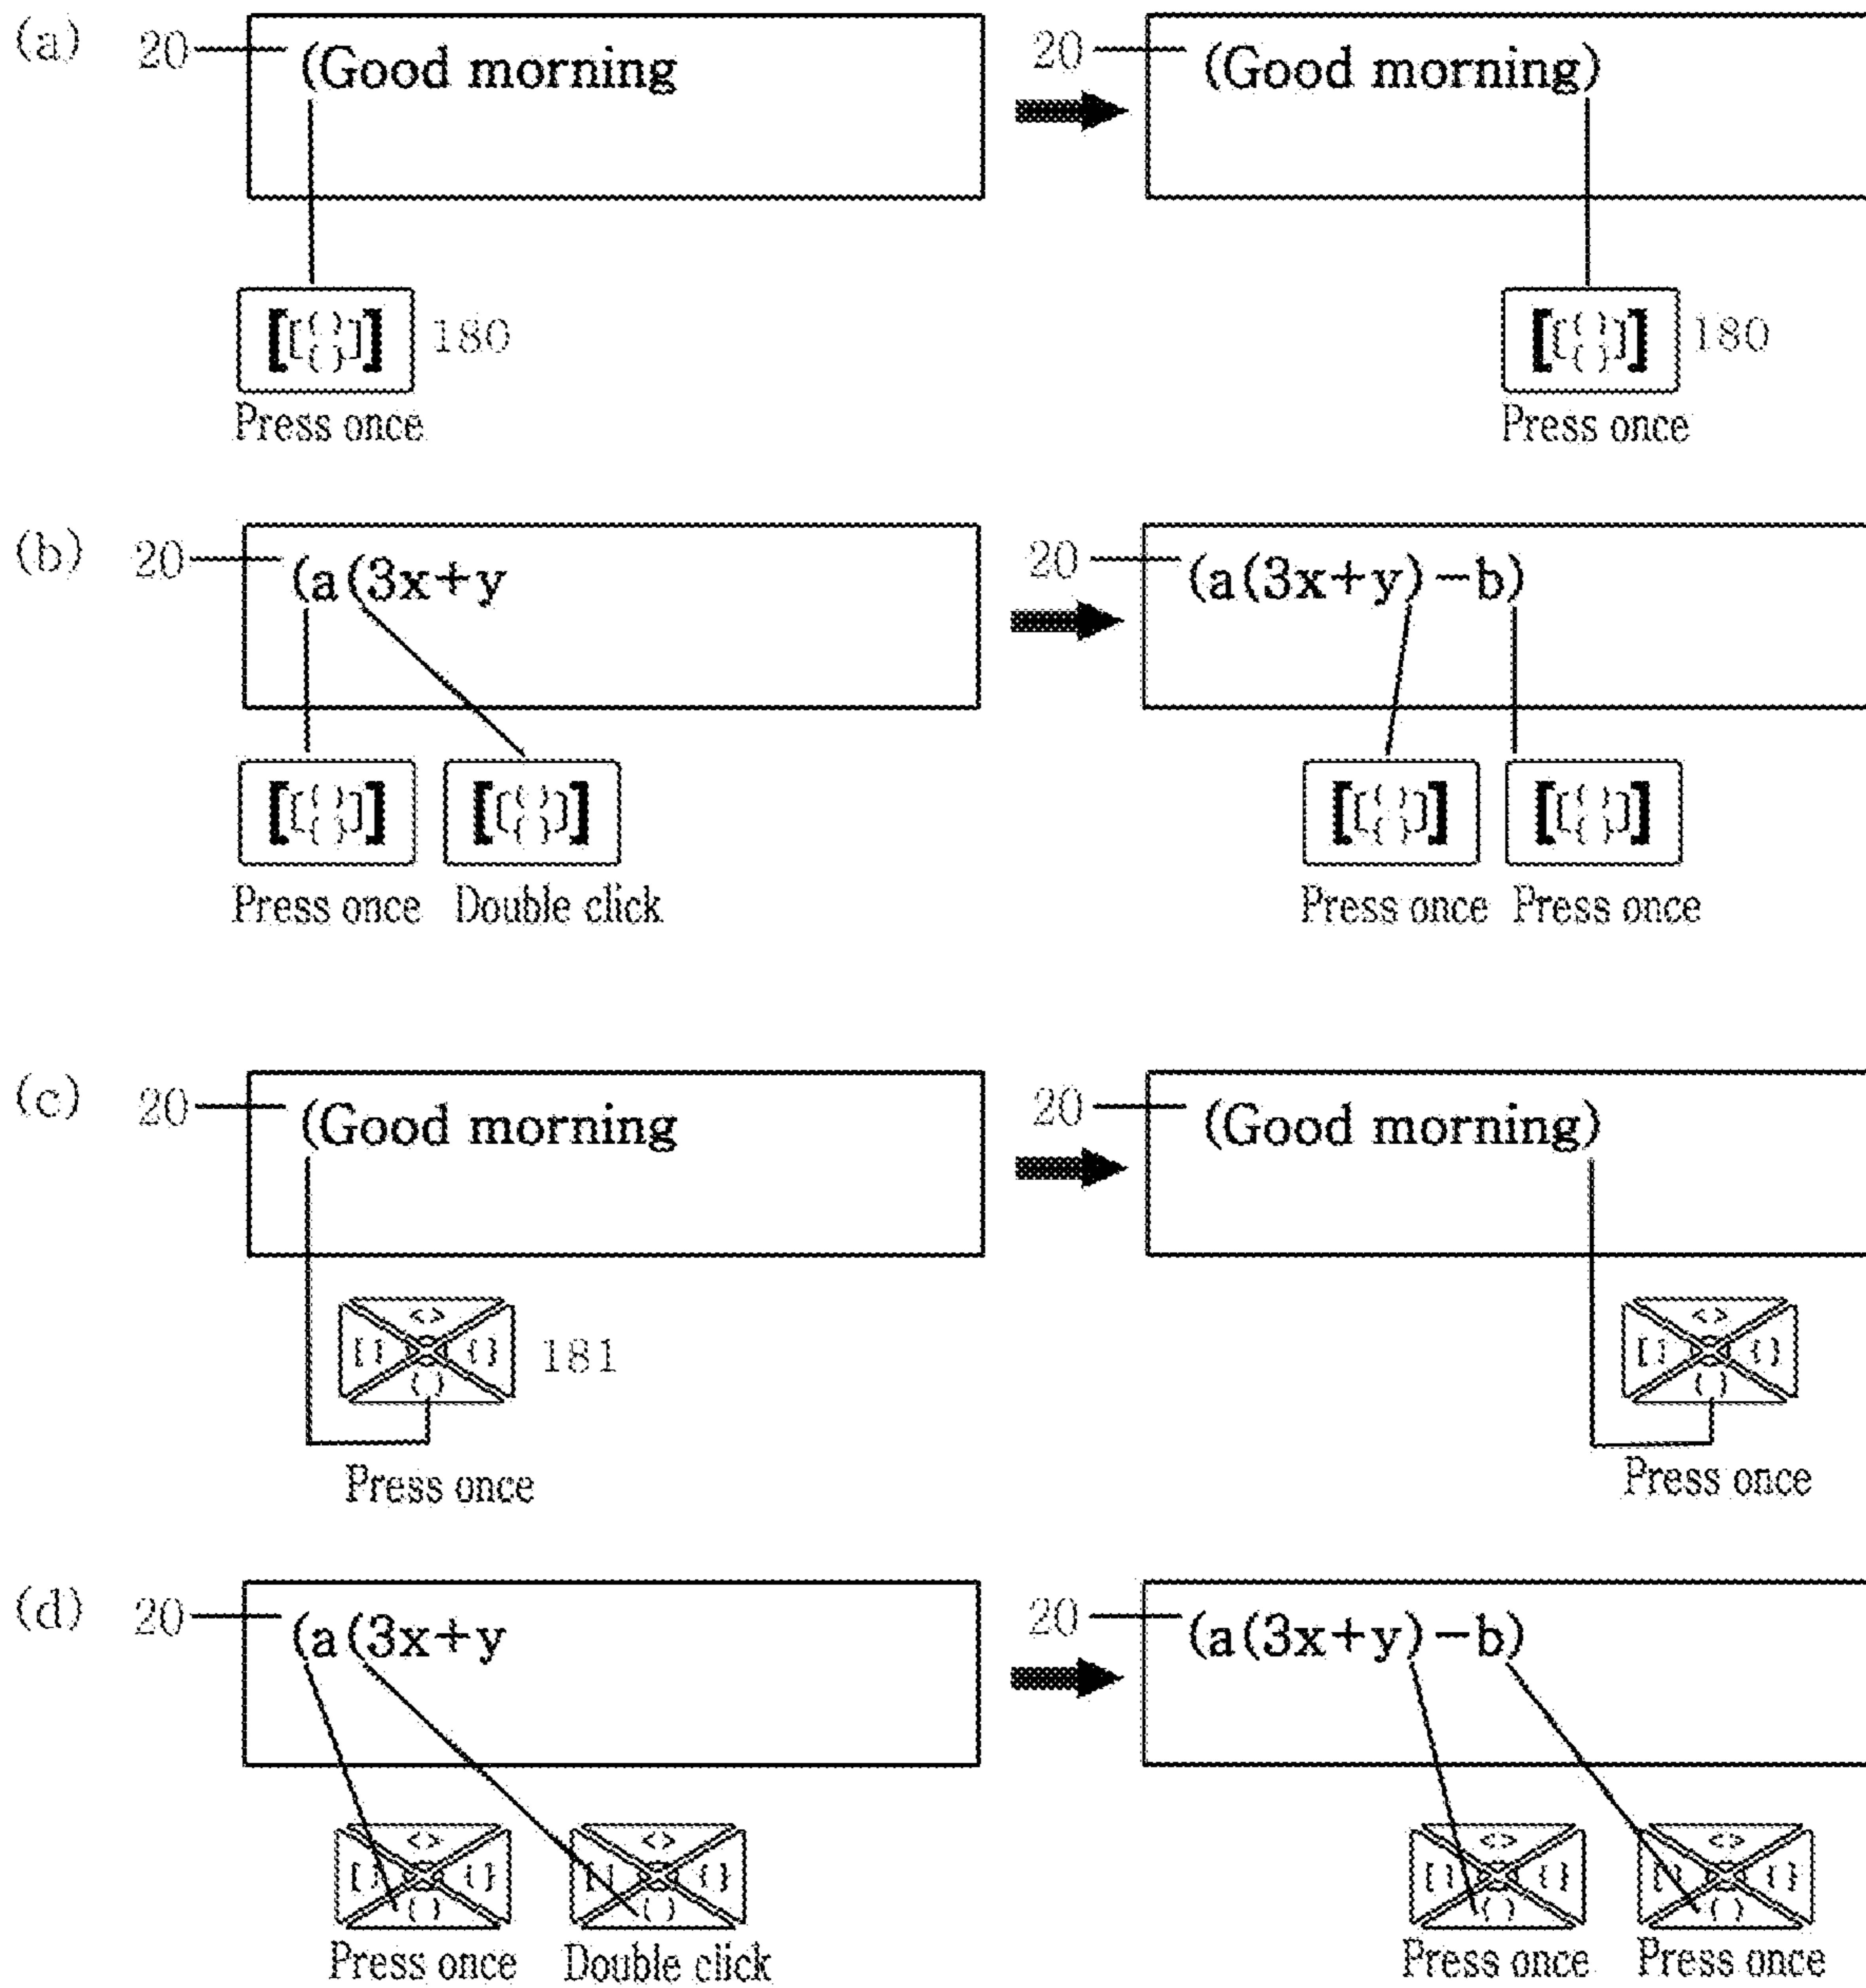 (a) 20 (Good morning 20 (Good morning)
[[{ }{ }]] 180 [[{ }{ }]] 180
Press once Press once
(b) 20 (a(3x+y 20 (a(3x+y)−b)
[[{ }{ }]] [[{ }{ }]] [[{ }{ }]] [[{ }{ }]]
Press once Double click Press once Press once
(c) 20 (Good morning 20 (Good morning)
<> <>
[] {} 181 [] {}
() ()
Press once Press once
(d) 20 (a(3x+y 20 (a(3x+y)−b)
<> <> <> <>
[] {} [] {} [] {} [] {}
() () () ()
Press once Double click Press once Press once